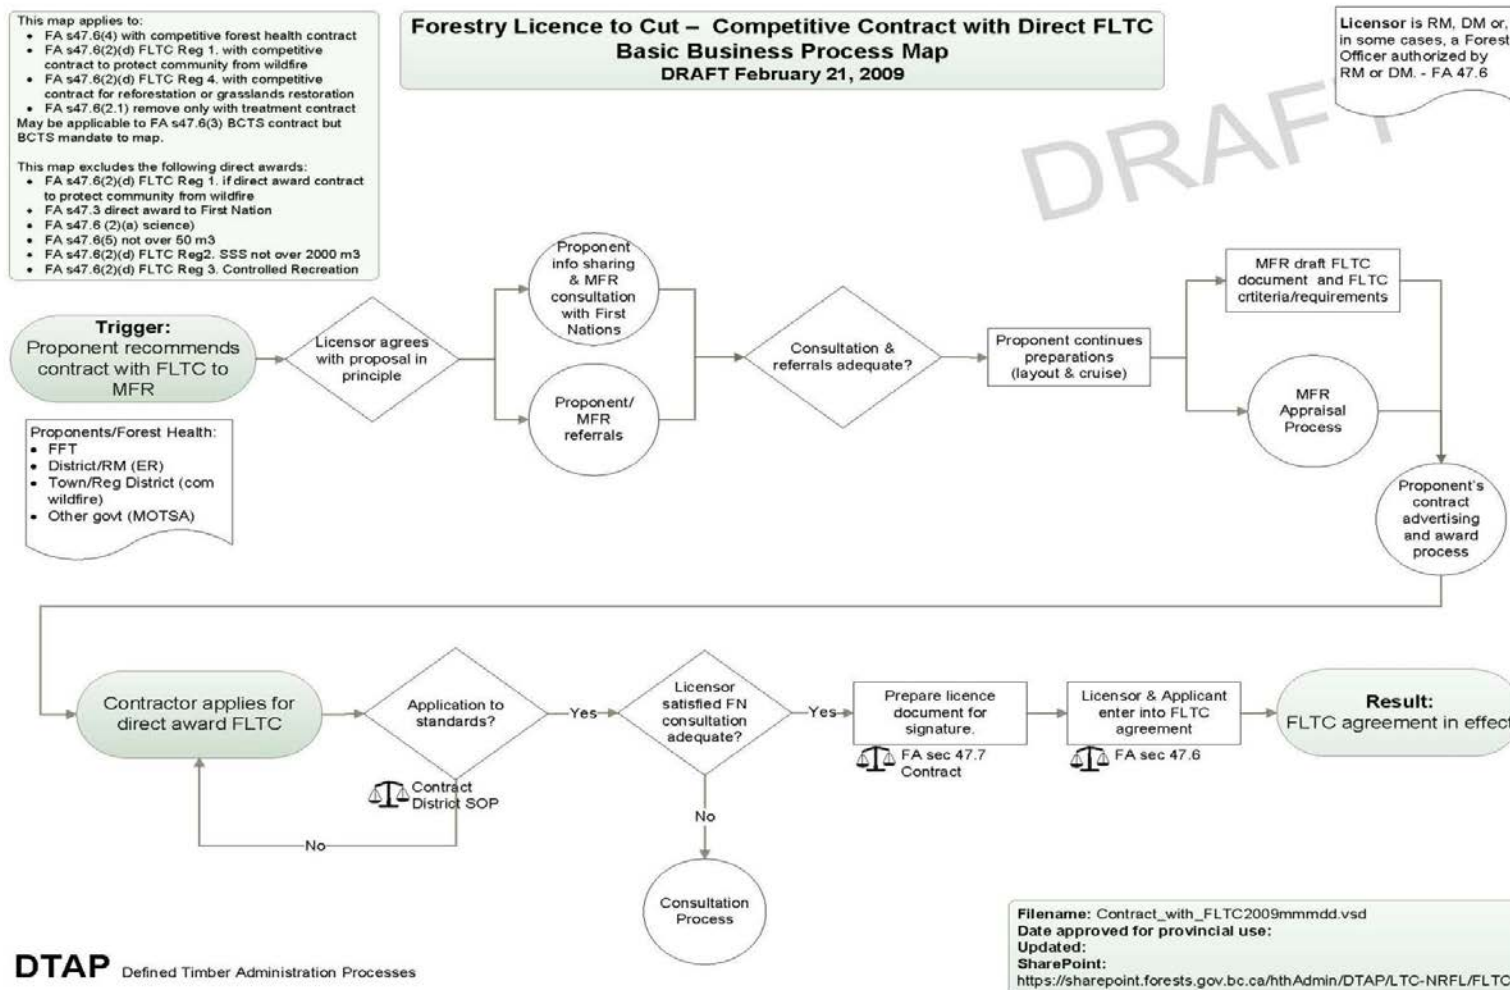 This map applies to:
• FA s47.6(4) with competitive forest health contract
• FA s47.6(2)(d) FLTC Reg 1. with competitive
contract to protect community from wildfire
• FA s47.6(2)(d) FLTC Reg 4. with competitive
contract for reforestation or grasslands restoration
• FA s47.6(2.1) remove only with treatment contract
May be applicable to FA s47.6(3) BCTS contract but
BCTS mandate to map.
This map excludes the following direct awards:
• FA s47.6(2)(d) FLTC Reg 1. if direct award contract
to protect community from wildfire
• FA s47.3 direct award to First Nation
• FA s47.6 (2)(a) science)
• FA s47.6(5) not over 50 m3
• FA s47.6(2)(d) FLTC Reg2. SSS not over 2000 m3
• FA s47.6(2)(d) FLTC Reg 3. Controlled Recreation
Forestry Licence to Cut – Competitive Contract with Direct FLTC
Basic Business Process Map
DRAFT February 21, 2009
Licensor is RM, DM or,
in some cases, a Forest
Officer authorized by
RM or DM. - FA 47.6
DRAFT
Trigger:
Proponent recommends
contract with FLTC to
MFR
Licensor agrees
with proposal in
principle
Proponent
info sharing
& MFR
consultation
with First
Nations
Proponent/
MFR
referrals
Consultation &
referrals adequate?
Proponent continues
preparations
(layout & cruise)
MFR draft FLTC
document and FLTC
crtiteria/requirements
MFR
Appraisal
Process
Proponent's
contract
advertising
and award
process
Proponents/Forest Health:
• FFT
• District/RM (ER)
• Town/Reg District (com
wildfire)
• Other govt (MOTSA)
Contractor applies for
direct award FLTC
Application to
standards?
Contract
District SOP
No
Yes
Licensor
satisfied FN
consultation
adequate?
No
Consultation
Process
Yes
Prepare licence
document for
signature.
FA sec 47.7
Contract
Licensor & Applicant
enter into FLTC
agreement
FA sec 47.6
Result:
FLTC agreement in effect
DTAP Defined Timber Administration Processes
Filename: Contract_with_FLTC2009mmmdd.vsd
Date approved for provincial use:
Updated:
SharePoint:
https://sharepoint.forests.gov.bc.ca/hthAdmin/DTAP/LTC-NRFL/FLTC